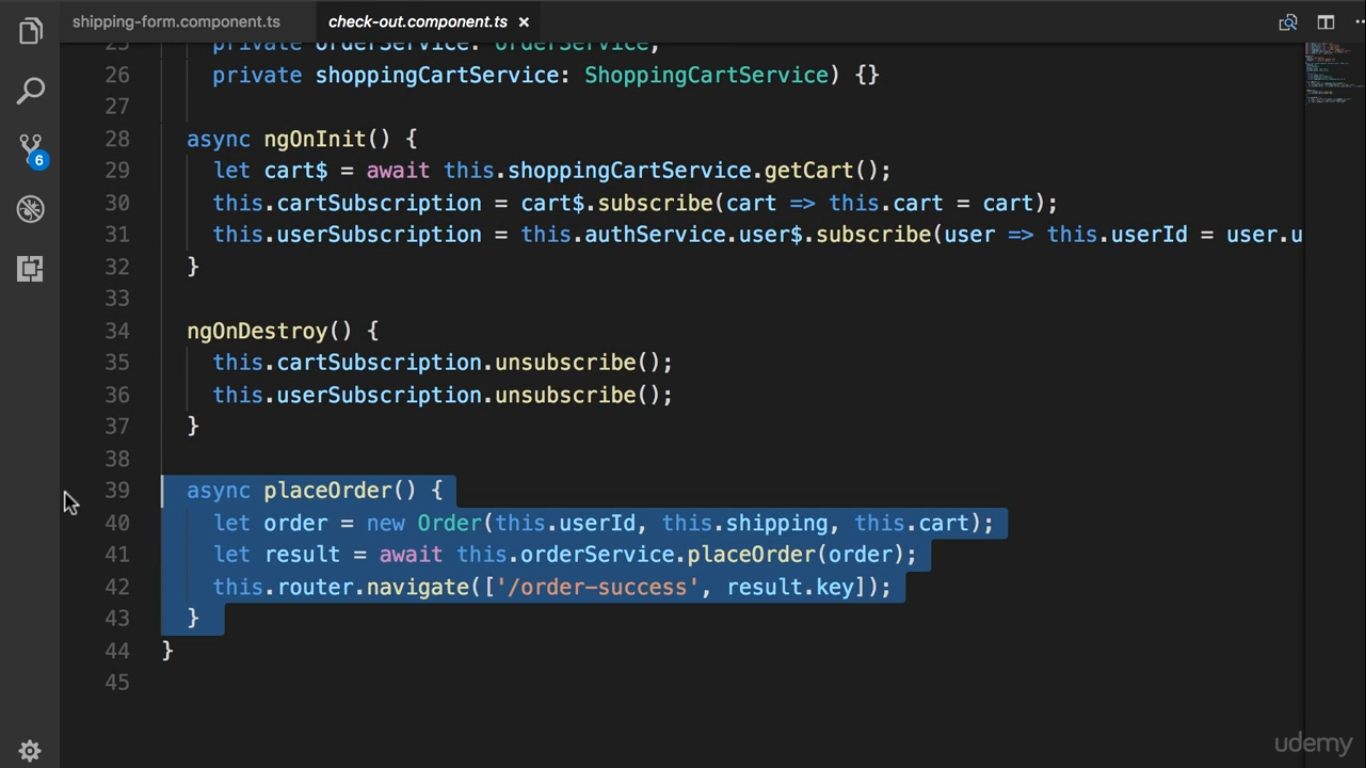 shipping-form.component.ts check-out.component.ts ×
25 private orderService: OrderService,
26 private shoppingCartService: ShoppingCartService) {}
27
28 async ngOnInit() {
29 let cart$ = await this.shoppingCartService.getCart();
30 this.cartSubscription = cart$.subscribe(cart => this.cart = cart);
31 this.userSubscription = this.authService.user$.subscribe(user => this.userId = user.u
32 }
33
34 ngOnDestroy() {
35 this.cartSubscription.unsubscribe();
36 this.userSubscription.unsubscribe();
37 }
38
39 async placeOrder() {
40 let order = new Order(this.userId, this.shipping, this.cart);
41 let result = await this.orderService.placeOrder(order);
42 this.router.navigate(['/order-success', result.key]);
43 }
44 }
45
6
udemy